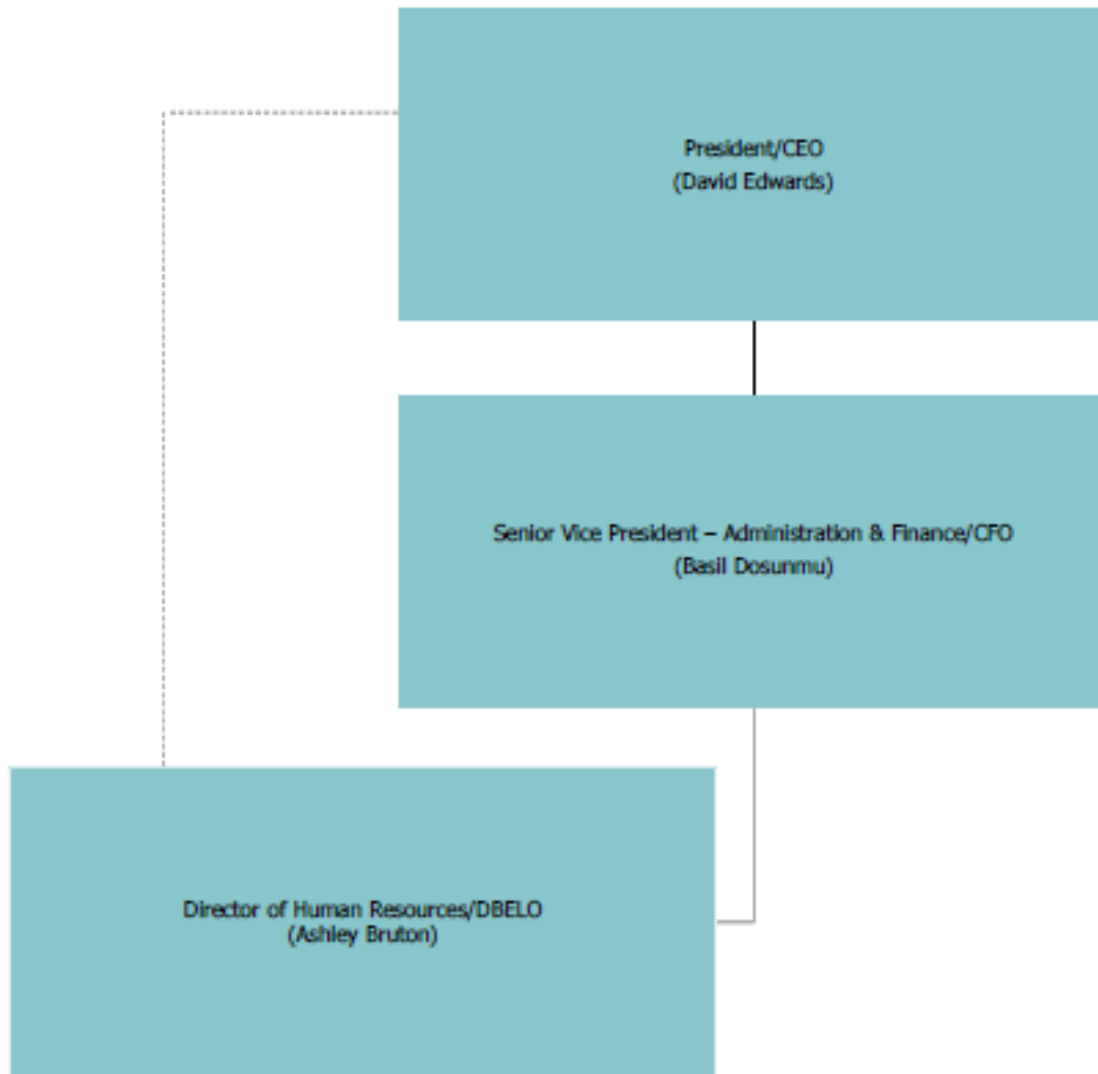 President/CEO
(David Edwards)
Senior Vice President – Administration & Finance/CFO
(Basil Dosunmu)
Director of Human Resources/DBELO
(Ashley Bruton)